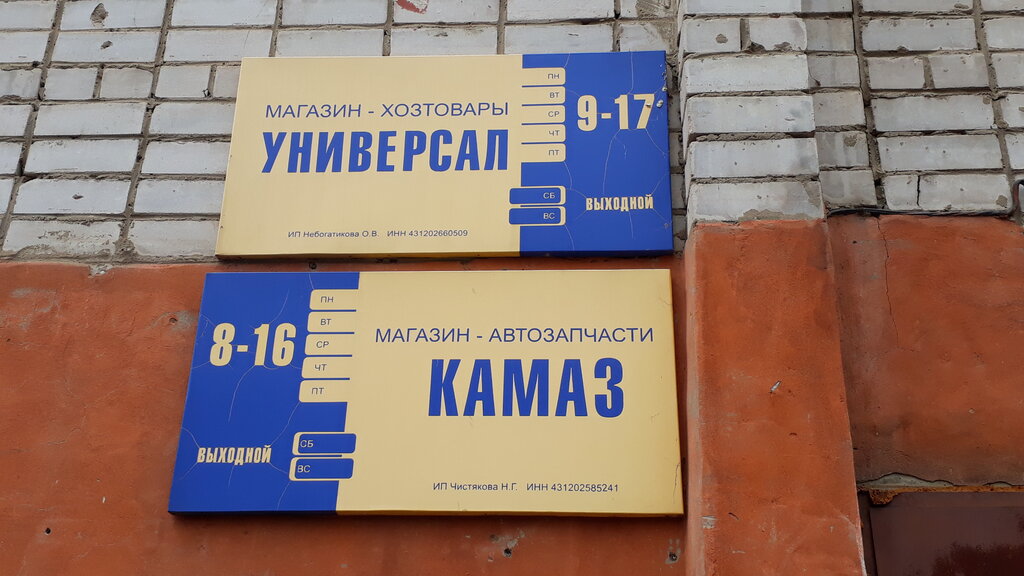 МАГАЗИН - ХОЗТОВАРЫ
УНИВЕРСАЛ
ИП Небогатикова О.В. ИНН 431202660509
ПН
ВТ
СР
ЧТ
ПТ
9-17
СБ
ВС
ВЫХОДНОЙ
8-16
ПН
ВТ
СР
ЧТ
ПТ
ВЫХОДНОЙ
СБ
ВС
МАГАЗИН - АВТОЗАПЧАСТИ
КАМАЗ
ИП Чистякова Н.Г. ИНН 431202585241